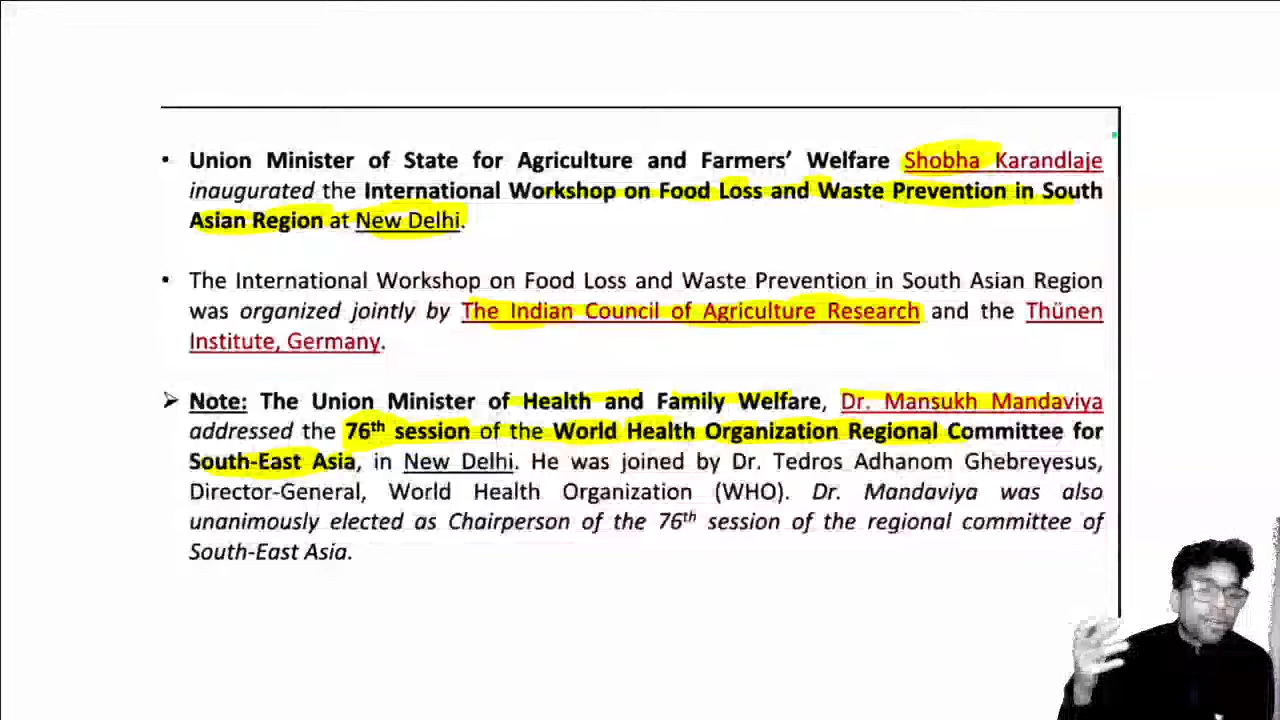 • Union Minister of State for Agriculture and Farmers’ Welfare Shobha Karandlaje
inaugurated the International Workshop on Food Loss and Waste Prevention in South
Asian Region at New Delhi.
• The International Workshop on Food Loss and Waste Prevention in South Asian Region
was organized jointly by The Indian Council of Agriculture Research and the Thünen
Institute, Germany.
➢ Note: The Union Minister of Health and Family Welfare, Dr. Mansukh Mandaviya
addressed the 76th session of the World Health Organization Regional Committee for
South-East Asia, in New Delhi. He was joined by Dr. Tedros Adhanom Ghebreyesus,
Director-General, World Health Organization (WHO). Dr. Mandaviya was also
unanimously elected as Chairperson of the 76th session of the regional committee of
South-East Asia.